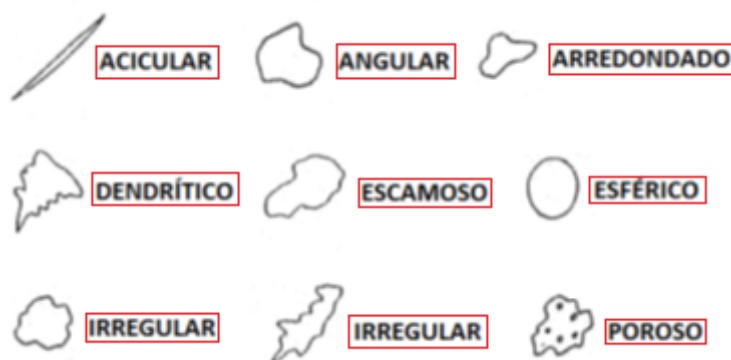 ACICULAR ANGULAR ARREDONDADO
DENDRÍTICO ESCAMOSO ESFÉRICO
IRREGULAR IRREGULAR POROSO